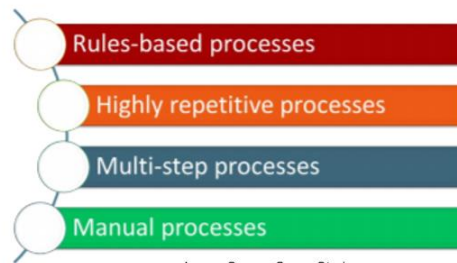 Rules-based processes
Highly repetitive processes
Multi-step processes
Manual processes